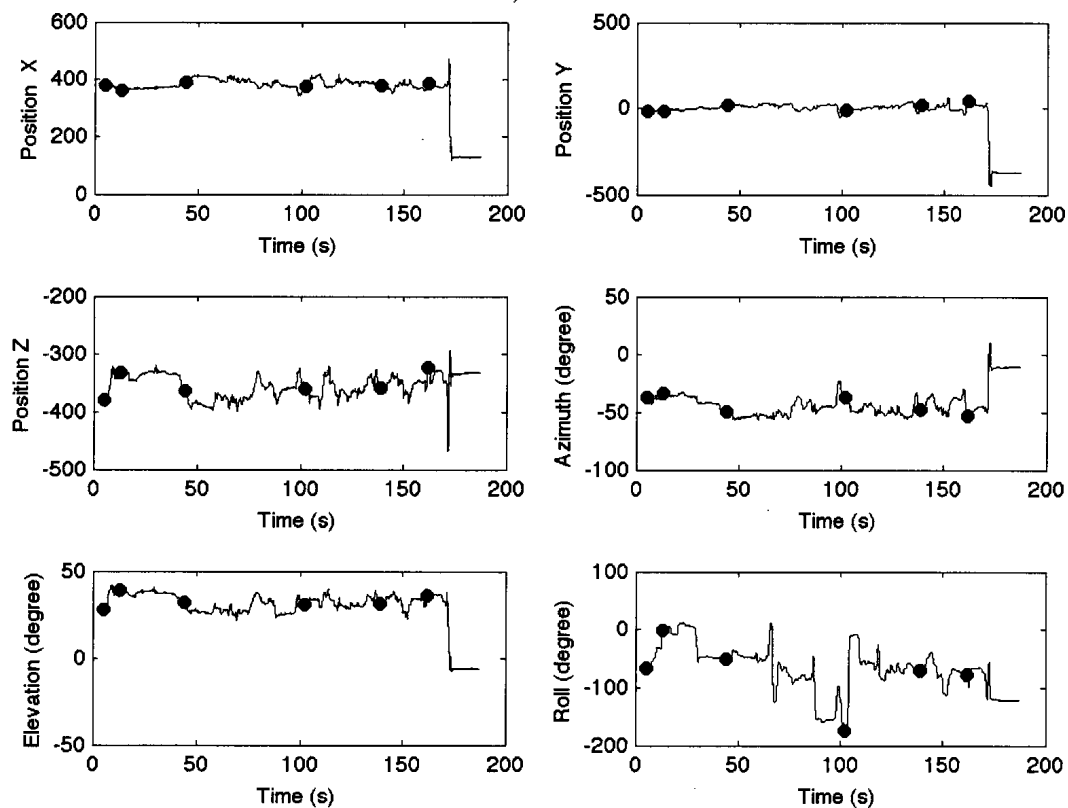 600
400
200
0
Position X
0 50 100 150 200
Time (s)
500
0
-500
Position Y
0 50 100 150 200
Time (s)
-200
-300
-400
-500
Position Z
0 50 100 150 200
Time (s)
50
0
-50
-100
Azimuth (degree)
0 50 100 150 200
Time (s)
50
0
-50
Elevation (degree)
0 50 100 150 200
Time (s)
100
0
-100
-200
Roll (degree)
0 50 100 150 200
Time (s)